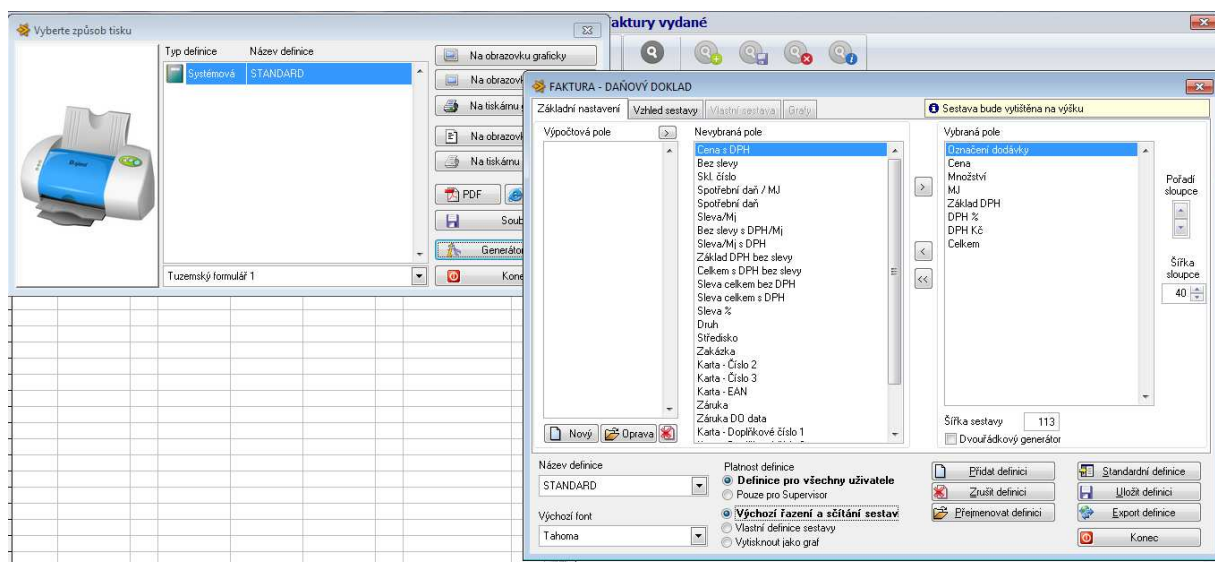 Faktury vydané
Vyberte způsob tisku
Typ definice Název definice
Systémová STANDARD
Tuzemský formulář 1
Na obrazovku graficky
Na obrazovk
Na tiskárnu
Na obrazovk
Na tiskárnu
PDF
Soub
Generáto
Kone
FAKTURA - DAŇOVÝ DOKLAD
Základní nastavení Vzhled sestavy Vlastní sestava Grafy
Sestava bude vytištěna na výšku
Výpočtová pole >
Nový Oprava
Nevybraná pole
Cena s DPH
Bez slevy
Skl. číslo
Spotřební daň / MJ
Spotřební daň
Sleva/Mj
Bez slevy s DPH/Mj
Sleva/Mj s DPH
Základ DPH bez slevy
Celkem s DPH bez slevy
Sleva celkem bez DPH
Sleva celkem s DPH
Sleva %
Druh
Středisko
Zakázka
Karta - Číslo 2
Karta - Číslo 3
Karta - EAN
Záruka
Záruka DO data
Karta - Doplňkové číslo 1
>
<
<<
Vybraná pole
Označení dodávky
Cena
Množství
MJ
Základ DPH
DPH %
DPH Kč
Celkem
Pořadí
sloupce
Šířka
sloupce
40
Šířka sestavy 113
Dvouřádkový generátor
Název definice
STANDARD
Výchozí font
Tahoma
Platnost definice
Definice pro všechny uživatele
Pouze pro Supervisor
Výchozí řazení a sčítání sestav
Vlastní definice sestavy
Vytisknout jako graf
Přidat definici Standardní definice
Zrušit definici Uložit definici
Přejmenovat definici Export definice
Konec